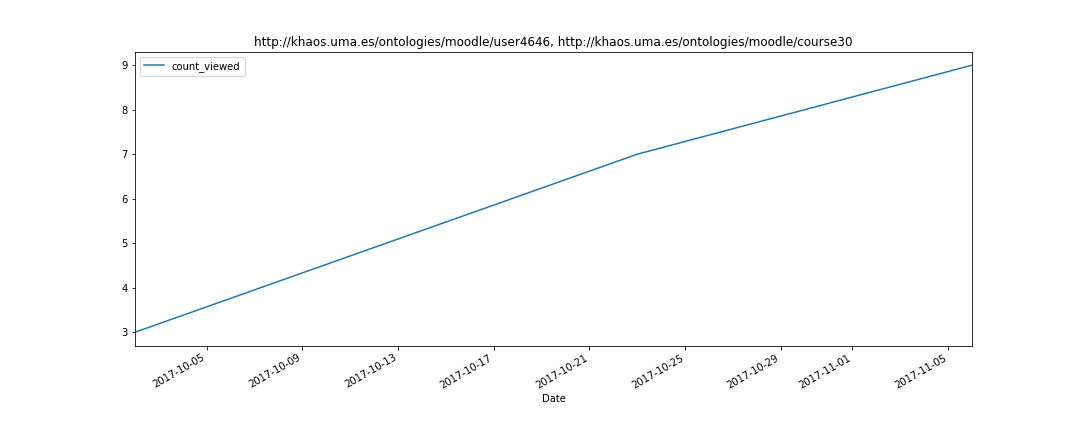 http://khaos.uma.es/ontologies/moodle/user4646, http://khaos.uma.es/ontologies/moodle/course30
count_viewed
9
8
7
6
5
4
3
2017-10-05 2017-10-09 2017-10-13 2017-10-17 2017-10-21 2017-10-25 2017-10-29 2017-11-01 2017-11-05
Date